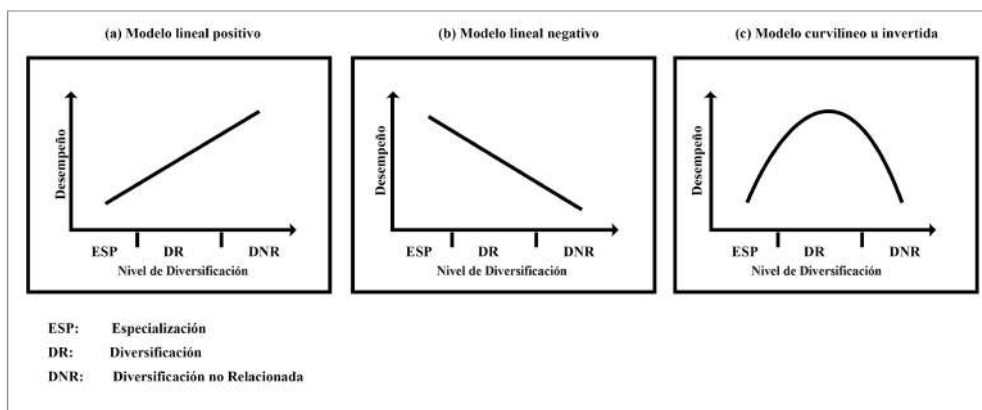 (a) Modelo lineal positivo
Desempeño
ESP DR DNR
Nivel de Diversificación
(b) Modelo lineal negativo
Desempeño
ESP DR DNR
Nivel de Diversificación
(c) Modelo curvilineo u invertida
Desempeño
ESP DR DNR
Nivel de Diversificación
ESP: Especialización
DR: Diversificación
DNR: Diversificación no Relacionada